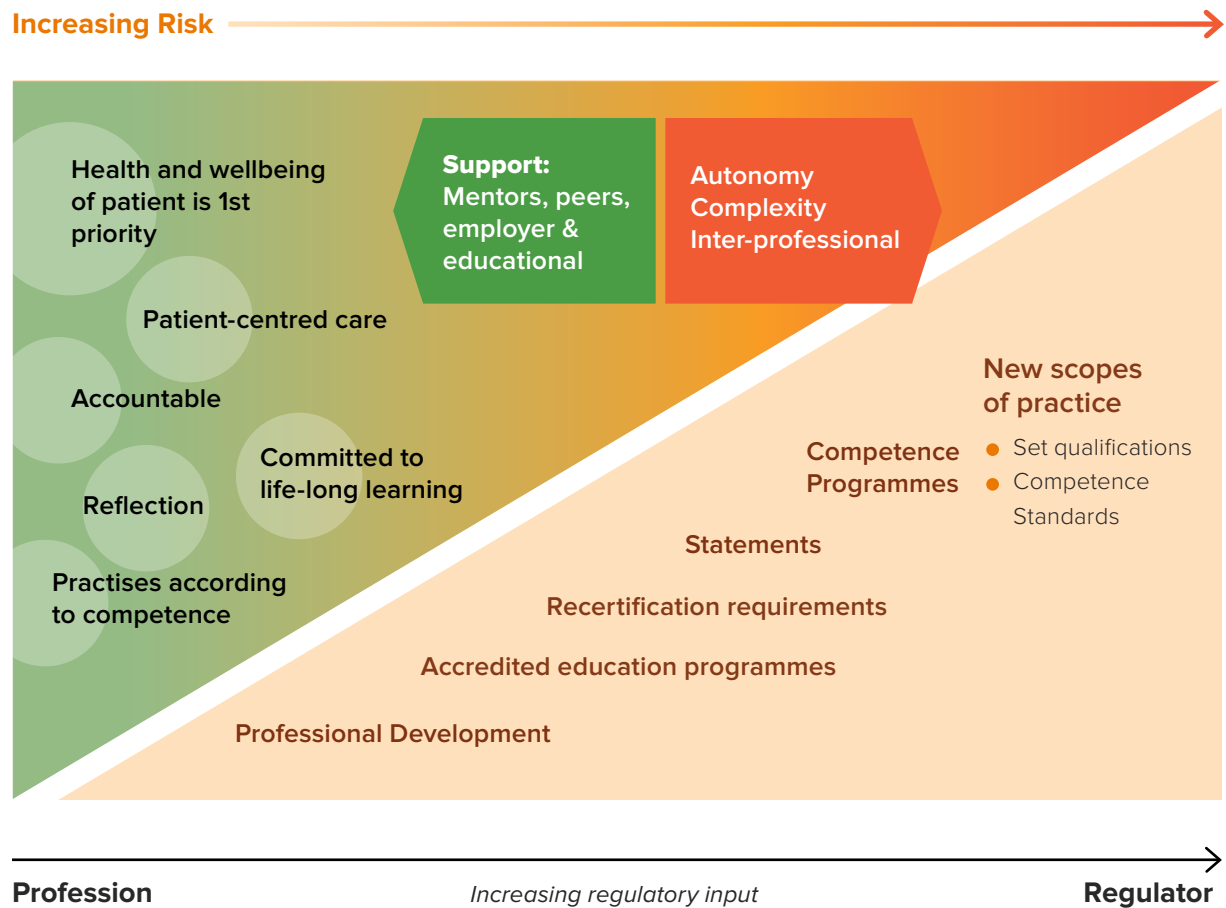 Increasing Risk
Health and wellbeing
of patient is 1st
priority
Support:
Mentors, peers,
employer &
educational
Autonomy
Complexity
Inter-professional
Patient-centred care
Accountable
Committed to
life-long learning
Reflection
Practises according
to competence
New scopes
of practice
Set qualifications
Competence
Standards
Competence
Programmes
Statements
Recertification requirements
Accredited education programmes
Professional Development
Profession
Increasing regulatory input
Regulator